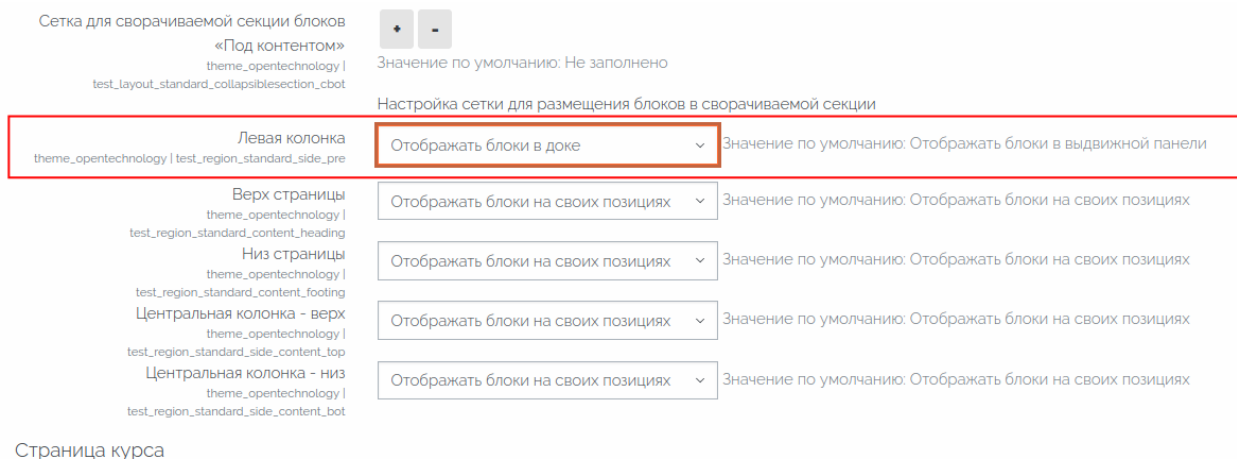 Сетка для сворачиваемой секции блоков
«Под контентом»
theme_opentechnology |
test_layout_standard_collapsiblesection_cbot
+ -
Значение по умолчанию: Не заполнено
Настройка сетки для размещения блоков в сворачиваемой секции
Левая колонка
theme_opentechnology | test_region_standard_side_pre
Отображать блоки в доке
Значение по умолчанию: Отображать блоки в выдвижной панели
Верх страницы
theme_opentechnology |
test_region_standard_content_heading
Отображать блоки на своих позициях
Значение по умолчанию: Отображать блоки на своих позициях
Низ страницы
theme_opentechnology |
test_region_standard_content_footing
Отображать блоки на своих позициях
Значение по умолчанию: Отображать блоки на своих позициях
Центральная колонка - верх
theme_opentechnology |
test_region_standard_side_content_top
Отображать блоки на своих позициях
Значение по умолчанию: Отображать блоки на своих позициях
Центральная колонка - низ
theme_opentechnology |
test_region_standard_side_content_bot
Отображать блоки на своих позициях
Значение по умолчанию: Отображать блоки на своих позициях
Страница курса